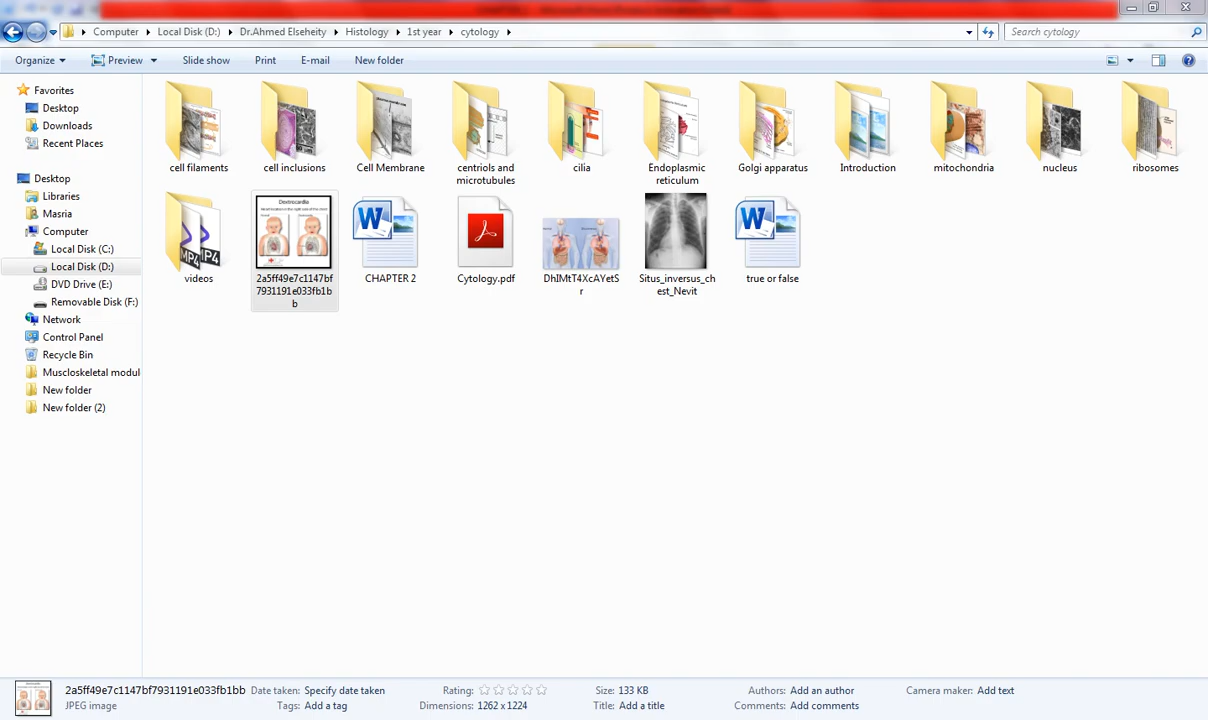 Computer Local Disk (D:) Dr.Ahmed Elseheity Histology 1st year cytology
Search cytology
Organize Preview Slide show Print E-mail New folder
Favorites
Desktop
Downloads
Recent Places
Desktop
Libraries
Masria
Computer
Local Disk (C:)
Local Disk (D:)
DVD Drive (E:)
Removable Disk (F:)
Network
Control Panel
Recycle Bin
Muscloskeletal modul
New folder
New folder (2)
cell filaments
cell inclusions
Cell Membrane
centriols and
microtubules
cilia
Endoplasmic
reticulum
Golgi apparatus
Introduction
mitochondria
nucleus
ribosomes
MP4
videos
Dextrocardia
2a5ff49e7c1147bf
7931191e033fb1b
b
CHAPTER 2
Cytology.pdf
DhIMtT4XcAYetS
r
Situs_inversus_ch
est_Nevit
true or false
2a5ff49e7c1147bf7931191e033fb1bb Date taken: Specify date taken Rating: Size: 133 KB Authors: Add an author Camera maker: Add text
JPEG image Tags: Add a tag Dimensions: 1262 x 1224 Title: Add a title Comments: Add comments